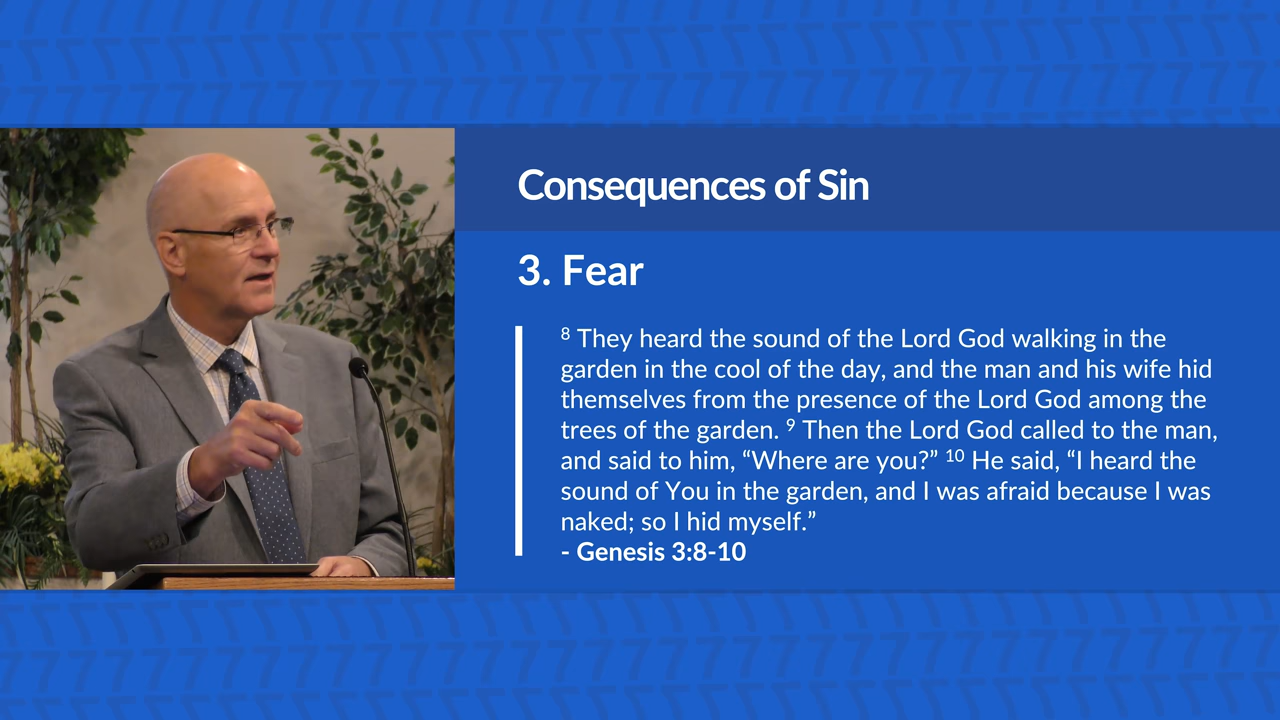 Consequences of Sin
3. Fear
⁸ They heard the sound of the Lord God walking in the
garden in the cool of the day, and the man and his wife hid
themselves from the presence of the Lord God among the
trees of the garden. ⁹ Then the Lord God called to the man,
and said to him, “Where are you?” ¹⁰ He said, “I heard the
sound of You in the garden, and I was afraid because I was
naked; so I hid myself.”
- Genesis 3:8-10